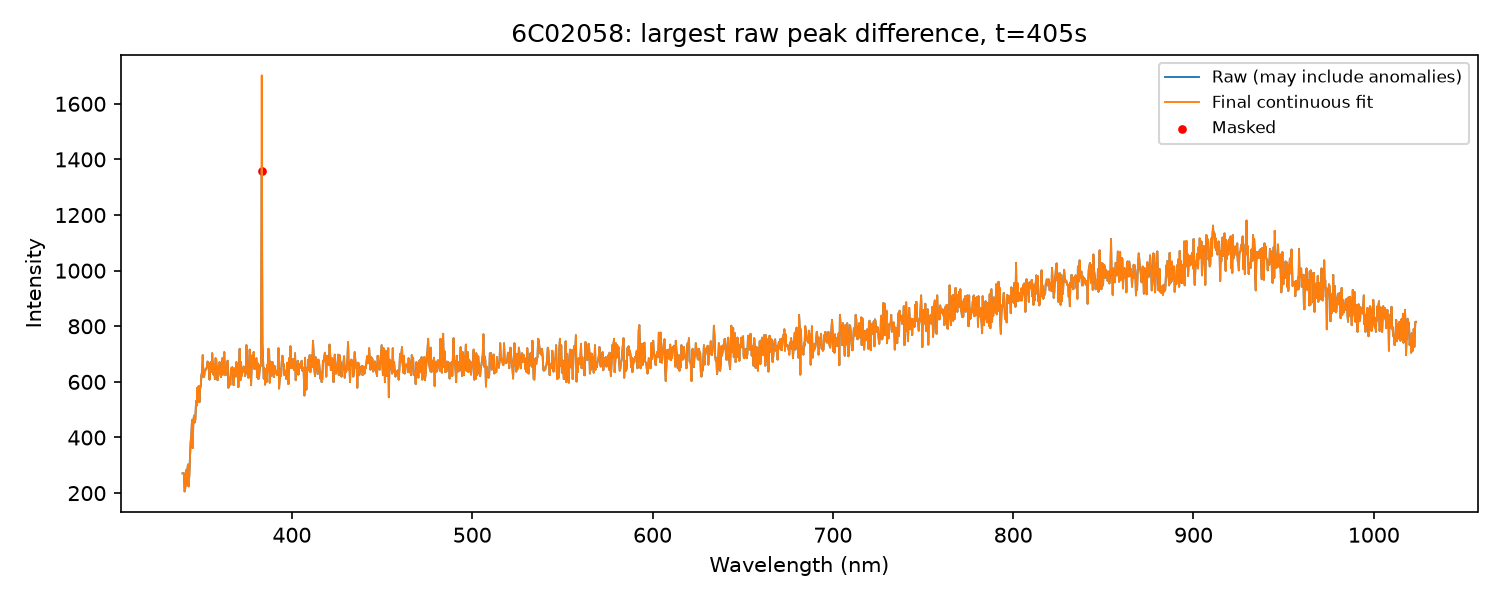 6C02058: largest raw peak difference, t=405s
Raw (may include anomalies)
Final continuous fit
Masked
1600
1400
1200
1000
800
600
400
200
Intensity
400 500 600 700 800 900 1000
Wavelength (nm)